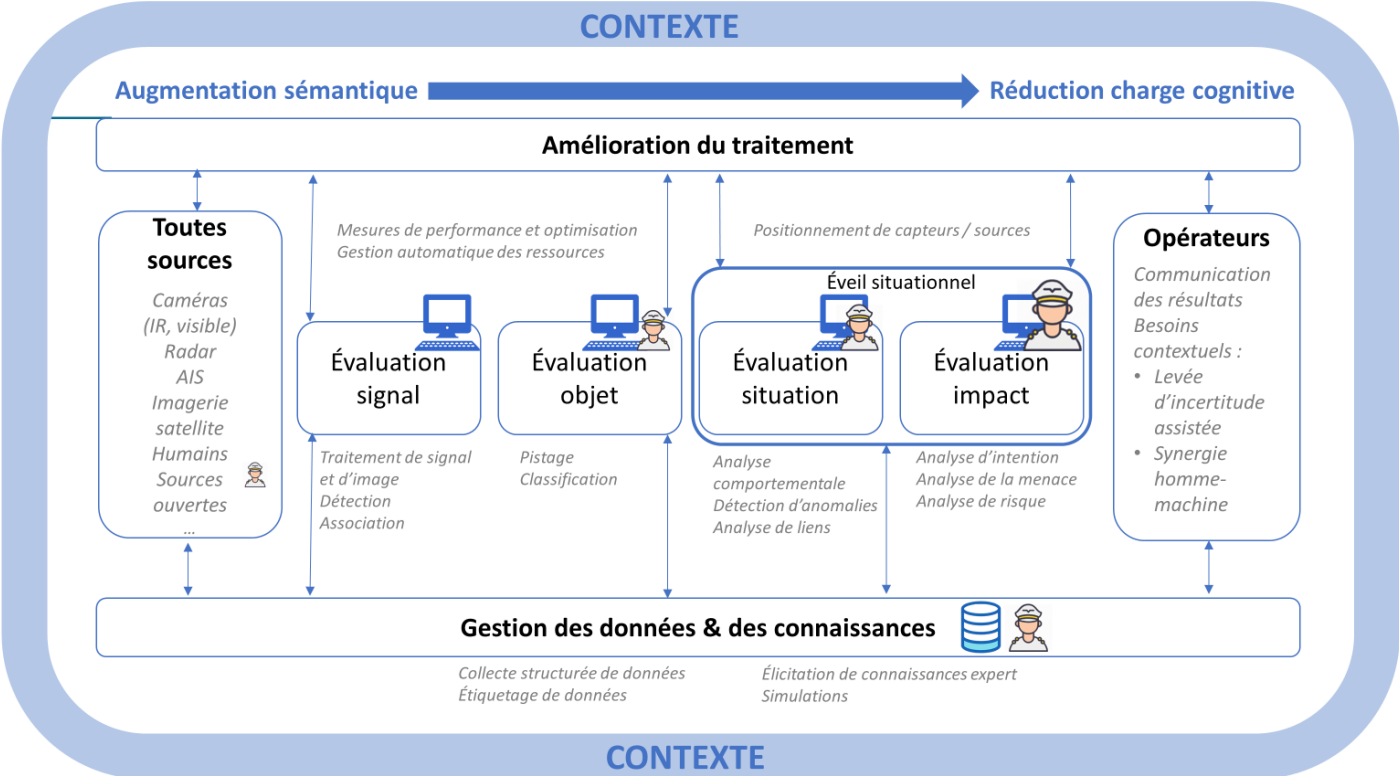 CONTEXTE
Augmentation sémantique
Réduction charge cognitive
Amélioration du traitement
Toutes
sources
Caméras
(IR, visible)
Radar
AIS
Imagerie
satellite
Humains
Sources
ouvertes
...
Mesures de performance et optimisation
Gestion automatique des ressources
Positionnement de capteurs / sources
Éveil situationnel
Évaluation
signal
Évaluation
objet
Évaluation
situation
Évaluation
impact
Traitement de signal
et d'image
Détection
Association
Pistage
Classification
Analyse
comportementale
Détection d'anomalies
Analyse de liens
Analyse d'intention
Analyse de la menace
Analyse de risque
Opérateurs
Communication
des résultats
Besoins
contextuels :
• Levée
d'incertitude
assistée
• Synergie
homme-
machine
Gestion des données & des connaissances
Collecte structurée de données
Étiquetage de données
Élicitation de connaissances expert
Simulations
CONTEXTE